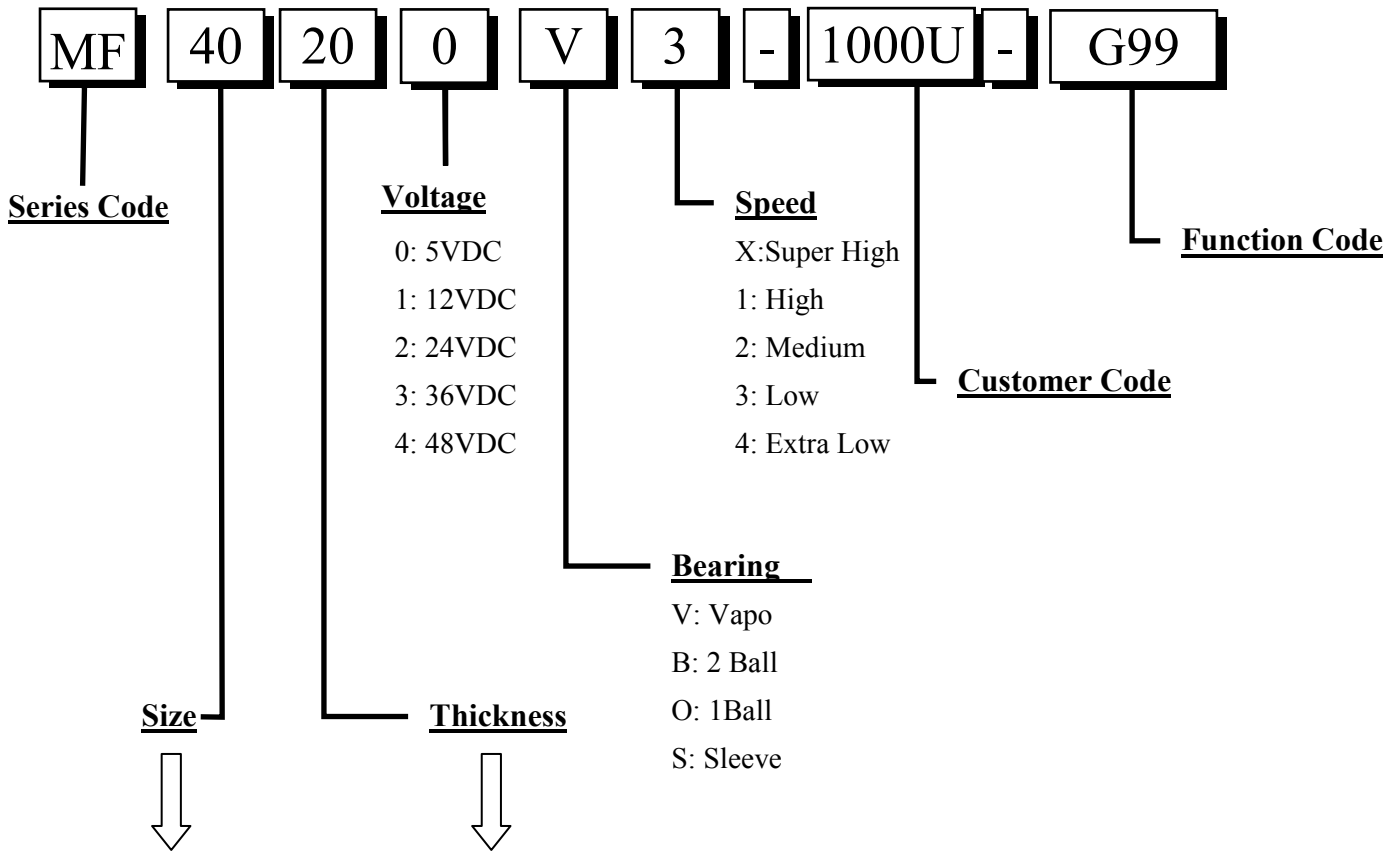 MF 40 20 0 V 3 - 1000U - G99
Series Code
Voltage
0: 5VDC
1: 12VDC
2: 24VDC
3: 36VDC
4: 48VDC
Speed
X:Super High
1: High
2: Medium
3: Low
4: Extra Low
Function Code
Customer Code
Bearing
V: Vapo
B: 2 Ball
O: 1Ball
S: Sleeve
Size
Thickness